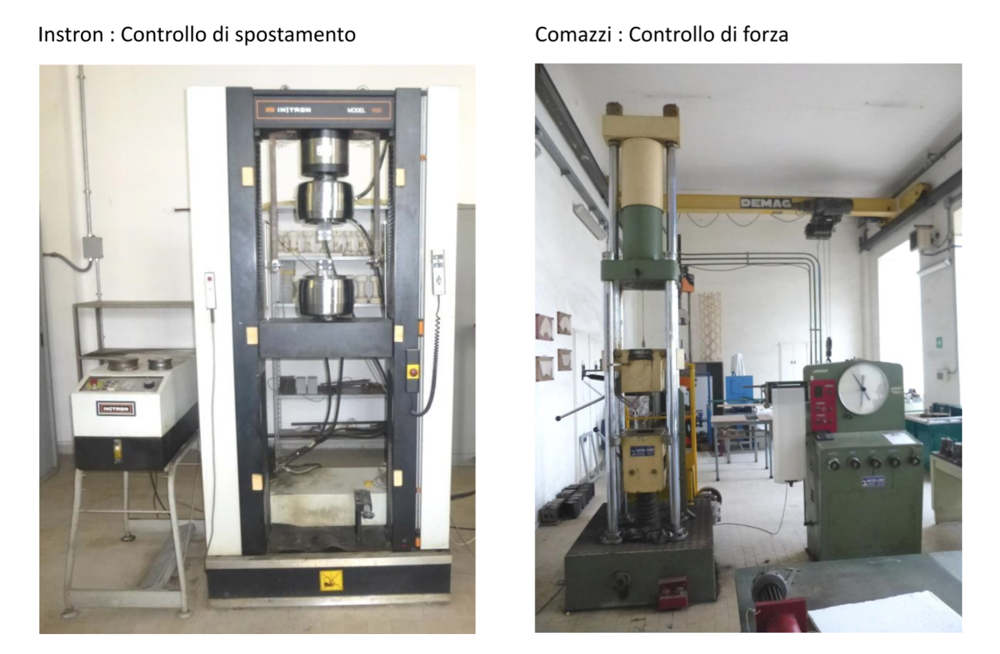 Instron : Controllo di spostamento
Comazzi : Controllo di forza
INSTRON MODEL
DEMAG
INSTRON